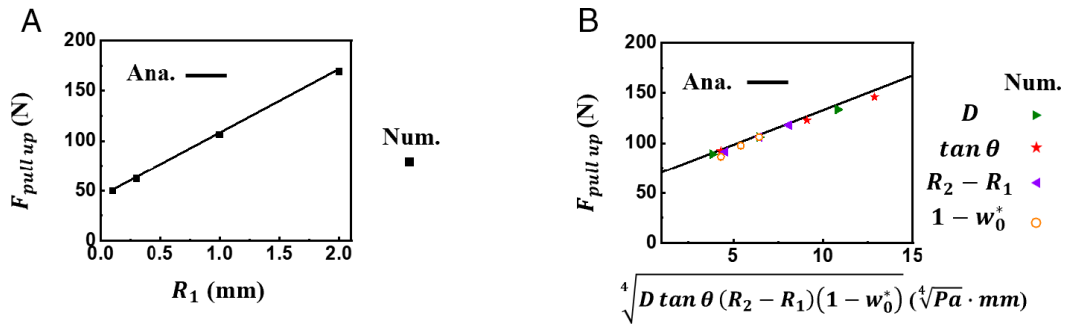 A
200
150
100
50
0
F_pull up (N)
Ana.
0.0 0.5 1.0 1.5 2.0
R₁ (mm)
Num.
B
200
150
100
50
0
F_pull up (N)
Ana.
5 10 15
⁴√(D tan θ (R₂ − R₁)(1 − w₀*)) (⁴√Pa · mm)
Num.
D
tan θ
R₂ − R₁
1 − w₀*